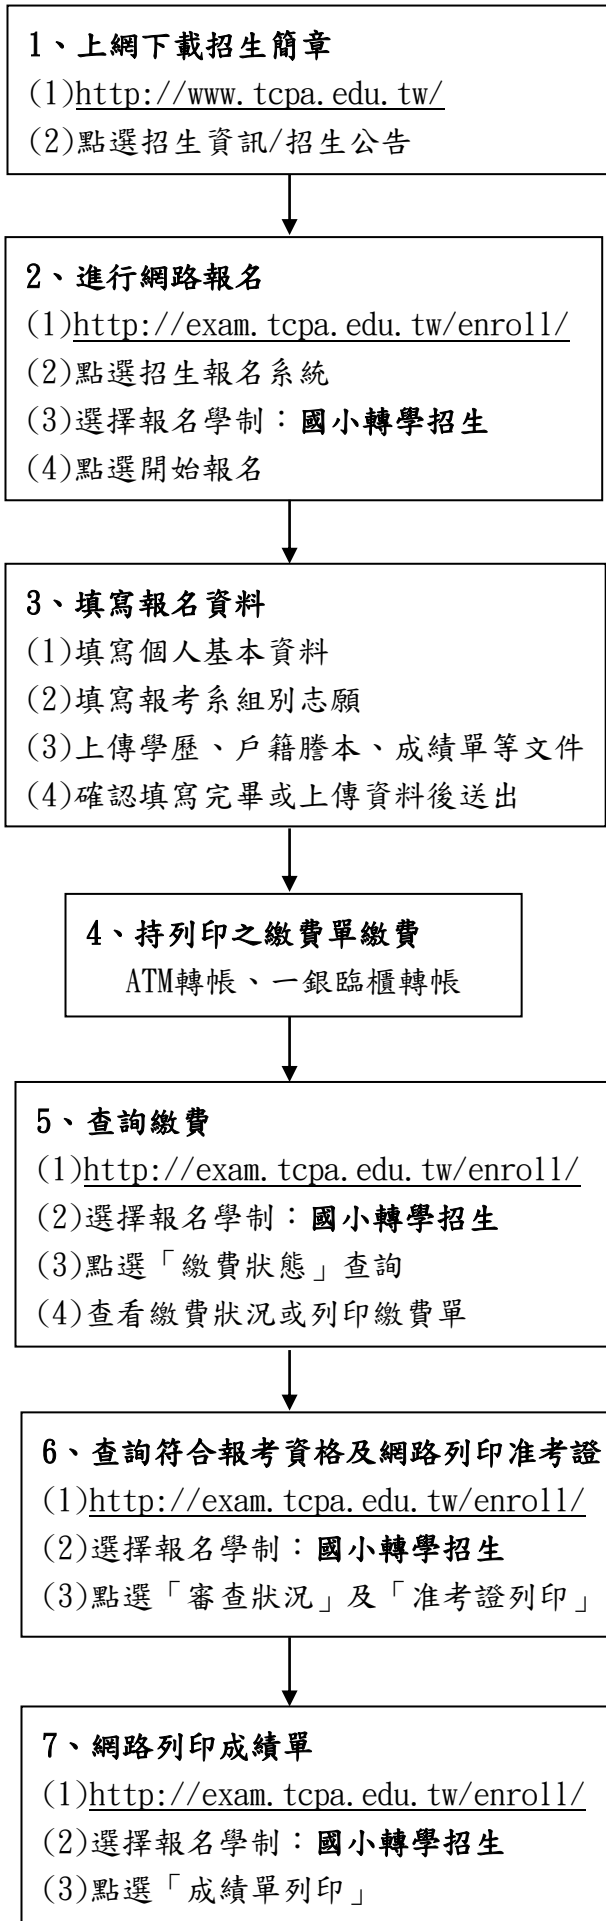 1、上網下載招生簡章
(1)http://www.tcpa.edu.tw/
(2)點選招生資訊/招生公告
2、進行網路報名
(1)http://exam.tcpa.edu.tw/enroll/
(2)點選招生報名系統
(3)選擇報名學制：國小轉學招生
(4)點選開始報名
3、填寫報名資料
(1)填寫個人基本資料
(2)填寫報考系組別志願
(3)上傳學歷、戶籍謄本、成績單等文件
(4)確認填寫完畢或上傳資料後送出
4、持列印之繳費單繳費
ATM轉帳、一銀臨櫃轉帳
5、查詢繳費
(1)http://exam.tcpa.edu.tw/enroll/
(2)選擇報名學制：國小轉學招生
(3)點選「繳費狀態」查詢
(4)查看繳費狀況或列印繳費單
6、查詢符合報考資格及網路列印准考證
(1)http://exam.tcpa.edu.tw/enroll/
(2)選擇報名學制：國小轉學招生
(3)點選「審查狀況」及「准考證列印」
7、網路列印成績單
(1)http://exam.tcpa.edu.tw/enroll/
(2)選擇報名學制：國小轉學招生
(3)點選「成績單列印」